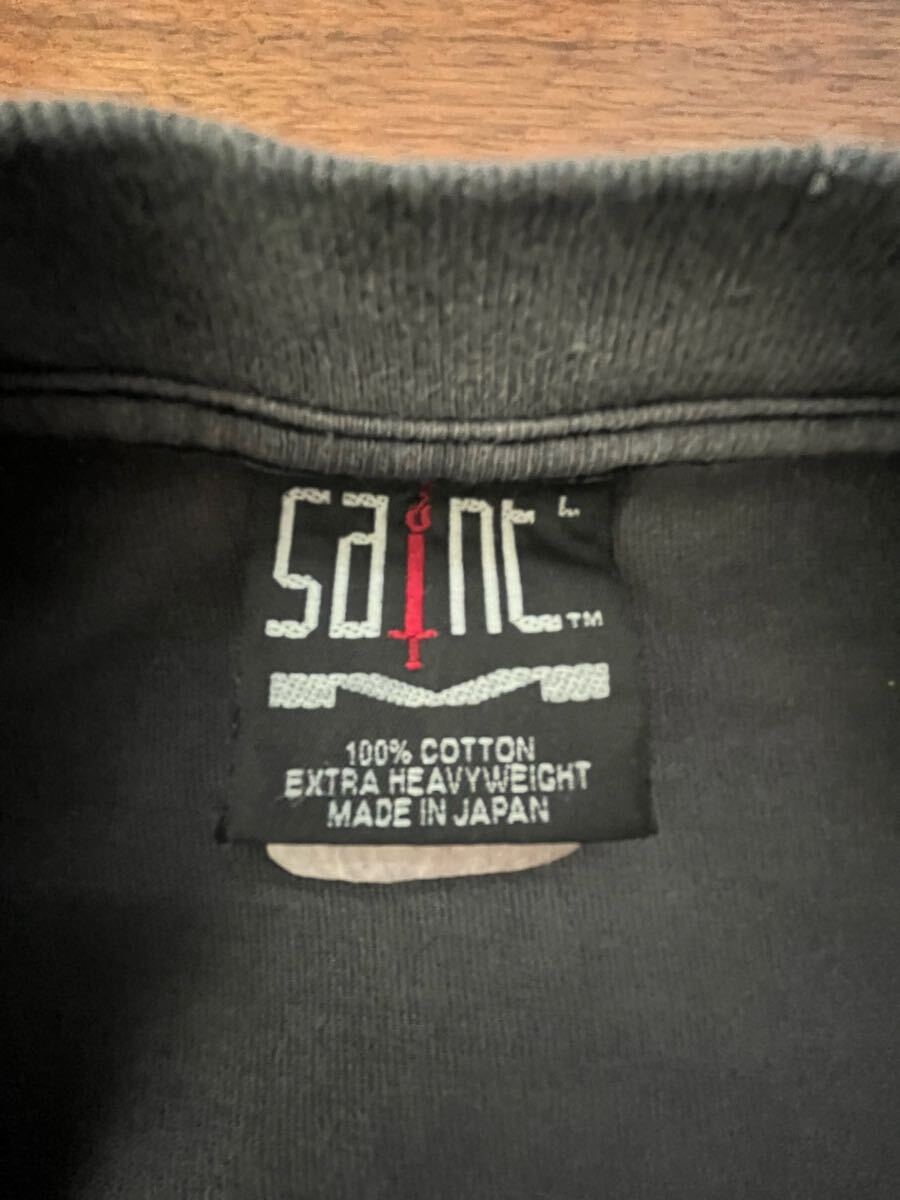 saint L
TM
100% COTTON
EXTRA HEAVYWEIGHT
MADE IN JAPAN